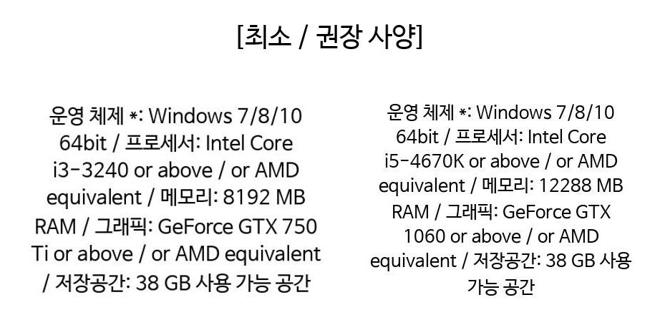 [최소 / 권장 사양]
운영 체제 *: Windows 7/8/10
64bit / 프로세서: Intel Core
i3-3240 or above / or AMD
equivalent / 메모리: 8192 MB
RAM / 그래픽: GeForce GTX 750
Ti or above / or AMD equivalent
/ 저장공간: 38 GB 사용 가능 공간
운영 체제 *: Windows 7/8/10
64bit / 프로세서: Intel Core
i5-4670K or above / or AMD
equivalent / 메모리: 12288 MB
RAM / 그래픽: GeForce GTX
1060 or above / or AMD
equivalent / 저장공간: 38 GB 사용
가능 공간